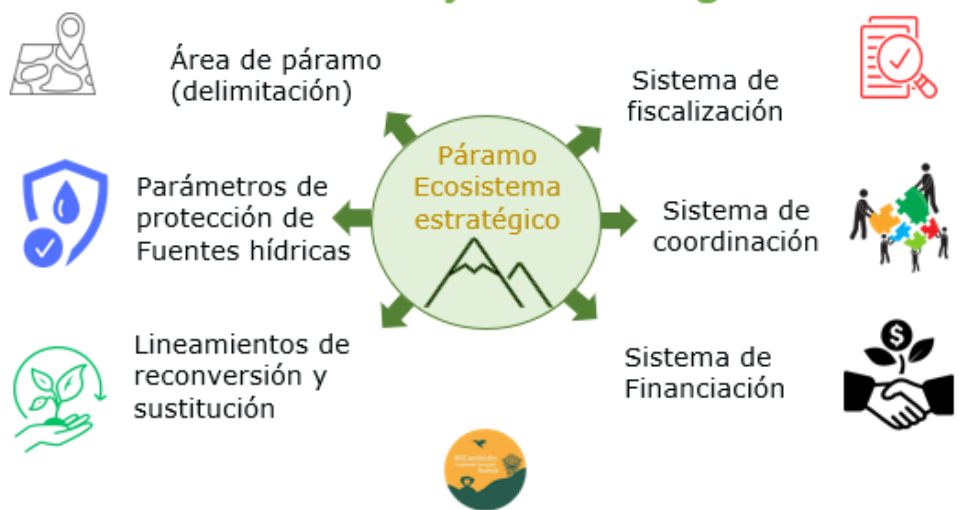 Área de páramo
(delimitación)
Parámetros de
protección de
Fuentes hídricas
Lineamientos de
reconversión y
sustitución
Páramo
Ecosistema
estratégico
Sistema de
fiscalización
Sistema de
coordinación
Sistema de
Financiación
$